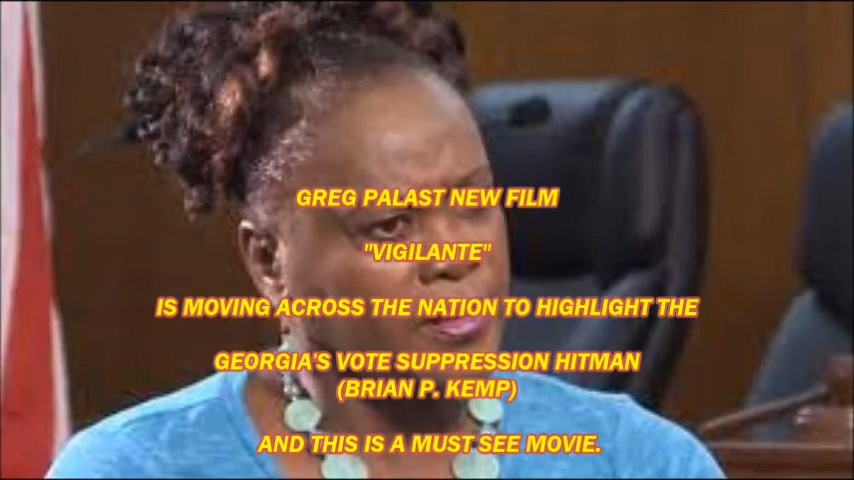 GREG PALAST NEW FILM
"VIGILANTE"
IS MOVING ACROSS THE NATION TO HIGHLIGHT THE
GEORGIA'S VOTE SUPPRESSION HITMAN
(BRIAN P. KEMP)
AND THIS IS A MUST SEE MOVIE.